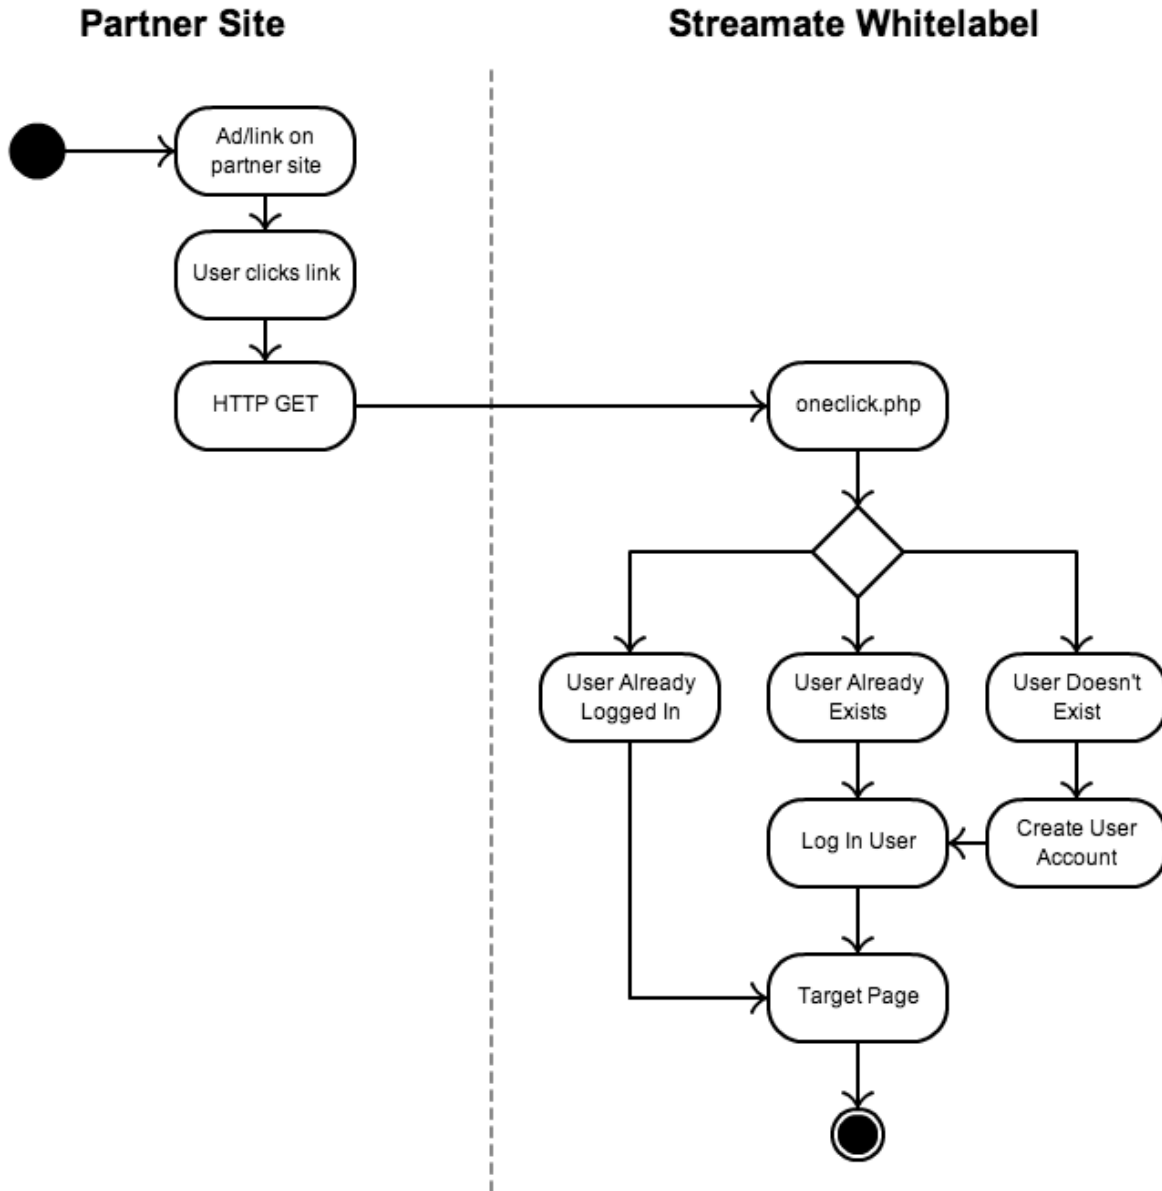 Partner Site
Streamate Whitelabel
Ad/link on
partner site
User clicks link
HTTP GET
oneclick.php
User Already
Logged In
User Already
Exists
User Doesn't
Exist
Log In User
Create User
Account
Target Page